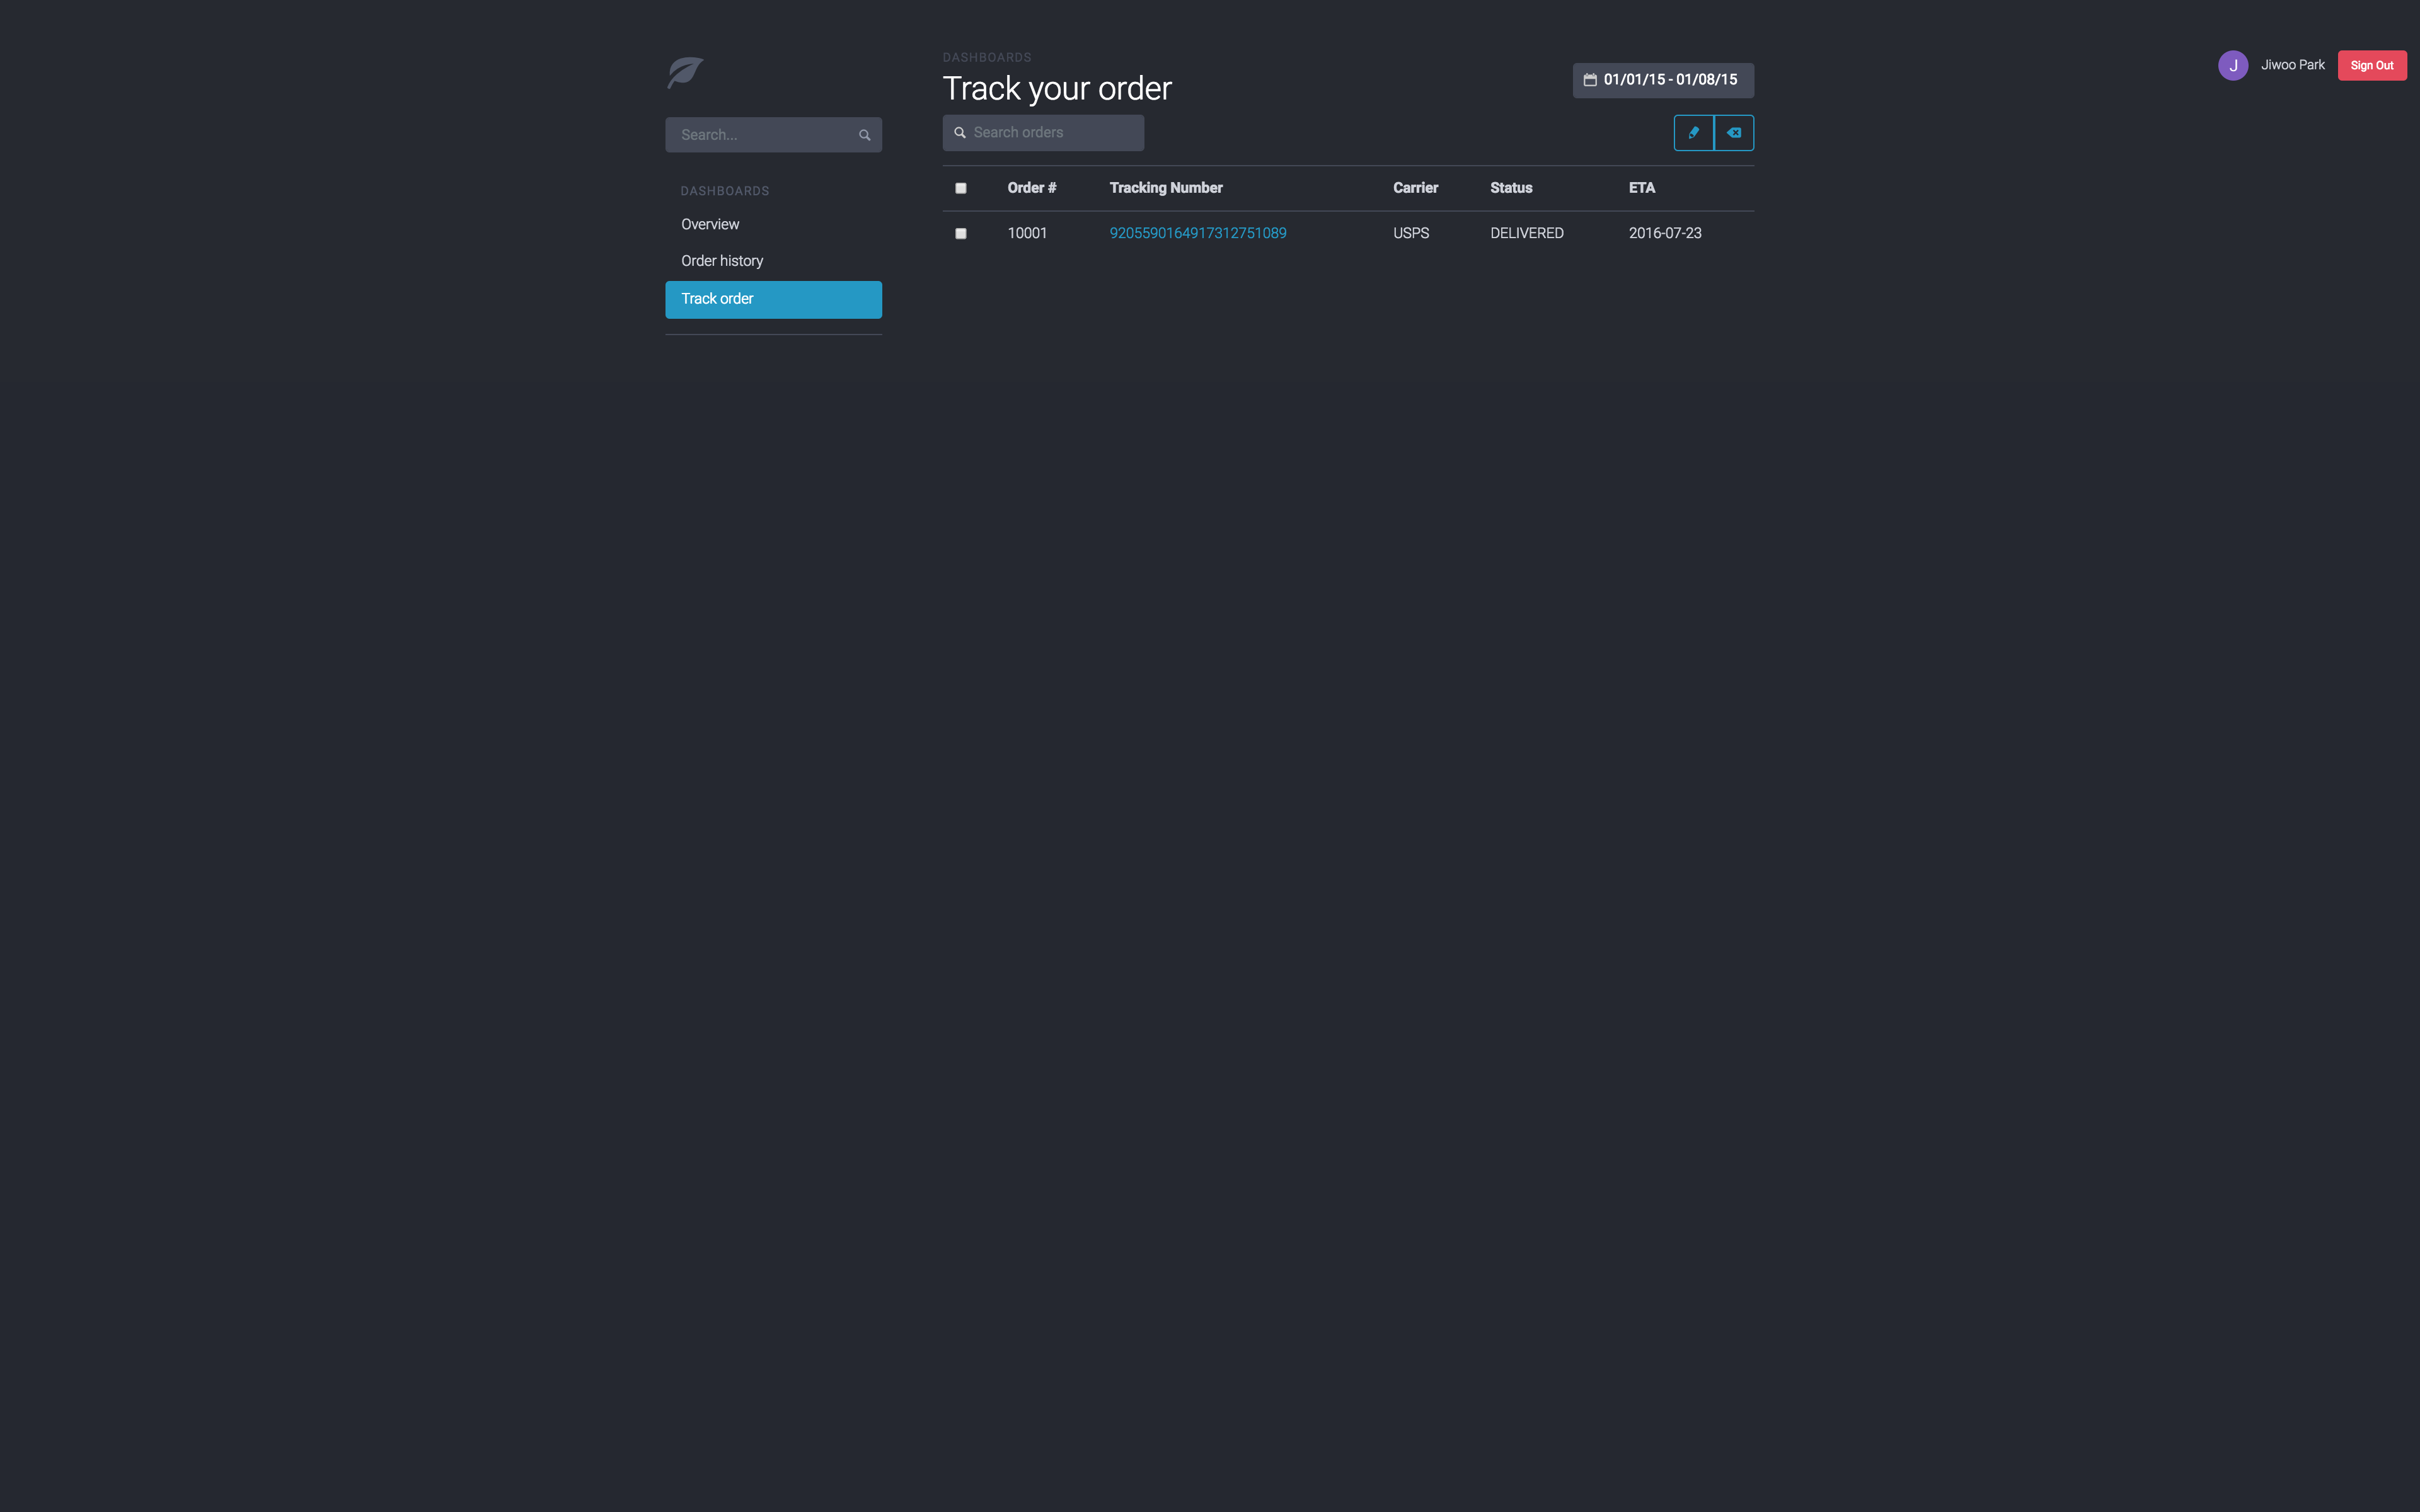 Search...
DASHBOARDS
Overview
Order history
Track order
DASHBOARDS
Track your order
01/01/15 - 01/08/15
Search orders
Order # Tracking Number Carrier Status ETA
10001 9205590164917312751089 USPS DELIVERED 2016-07-23
J Jiwoo Park Sign Out